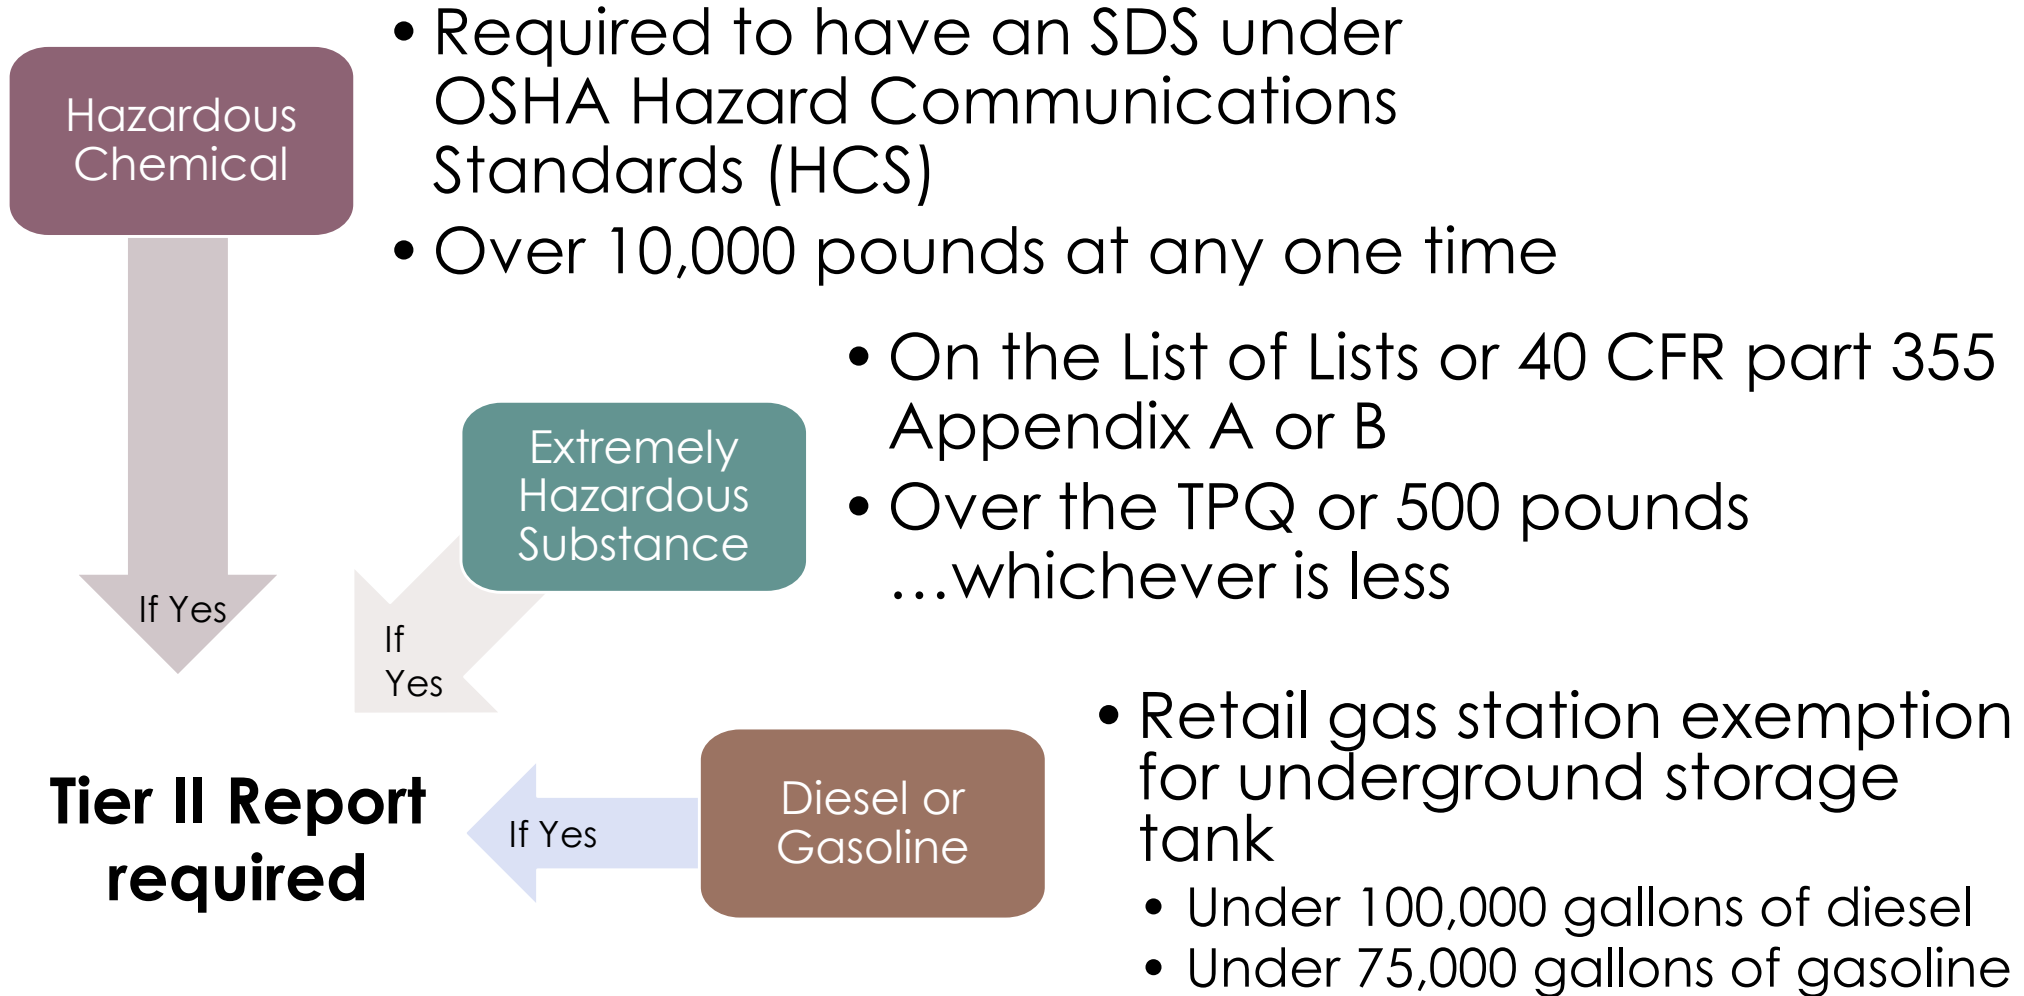 Hazardous
Chemical
• Required to have an SDS under
OSHA Hazard Communications
Standards (HCS)
• Over 10,000 pounds at any one time
If Yes
Extremely
Hazardous
Substance
• On the List of Lists or 40 CFR part 355
Appendix A or B
• Over the TPQ or 500 pounds
…whichever is less
If
Yes
Diesel or
Gasoline
• Retail gas station exemption
for underground storage
tank
• Under 100,000 gallons of diesel
• Under 75,000 gallons of gasoline
If Yes
Tier II Report
required